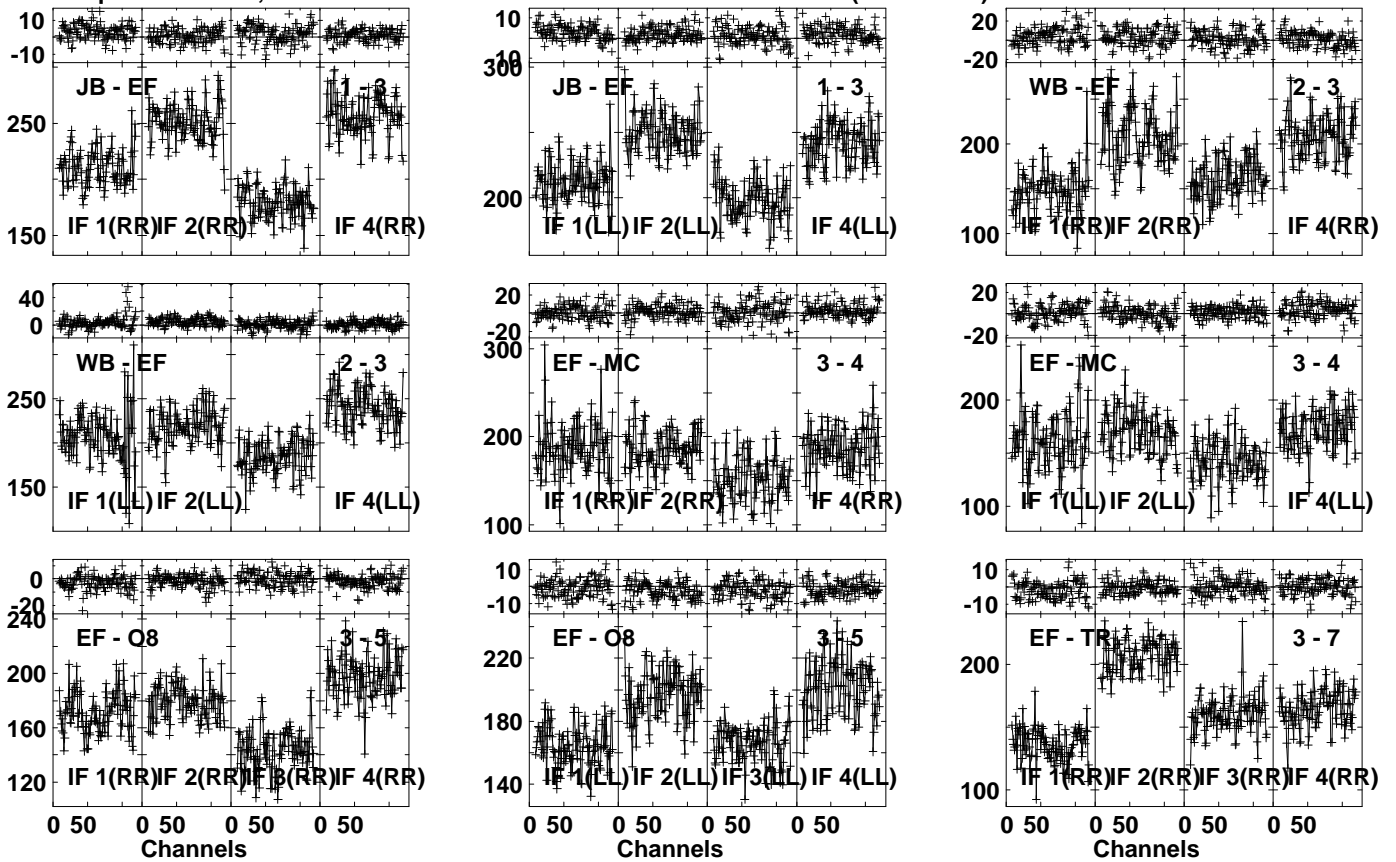 10 10 20
-10 10 -20
300
JB - EF 1 - 3 JB - EF 1 - 3 WB - EF 2 - 3
250 200
200
150 100
IF 1(RR) IF 2(RR) IF 4(RR) IF 1(LL) IF 2(LL) IF 4(LL) IF 1(RR) IF 2(RR) IF 4(RR)
40 20 20
0 -20 -20
300
WB - EF 2 - 3 EF - MC 3 - 4 EF - MC 3 - 4
250 200 200
150 100 100
IF 1(LL) IF 2(LL) IF 4(LL) IF 1(RR) IF 2(RR) IF 4(RR) IF 1(LL) IF 2(LL) IF 4(LL)
0 10 10
-20 -10 -10
240
EF - O8 3 - 5 EF - O8 3 - 5 EF - TR 3 - 7
200 220 200
160 180
120 140 100
IF 1(RR) IF 2(RR) IF 3(RR) IF 4(RR) IF 1(LL) IF 2(LL) IF 3(LL) IF 4(LL) IF 1(RR) IF 2(RR) IF 3(RR) IF 4(RR)
0 50 0 50 0 50 0 50 0 50 0 50 0 50 0 50 0 50 0 50 0 50 0 50
Channels Channels Channels